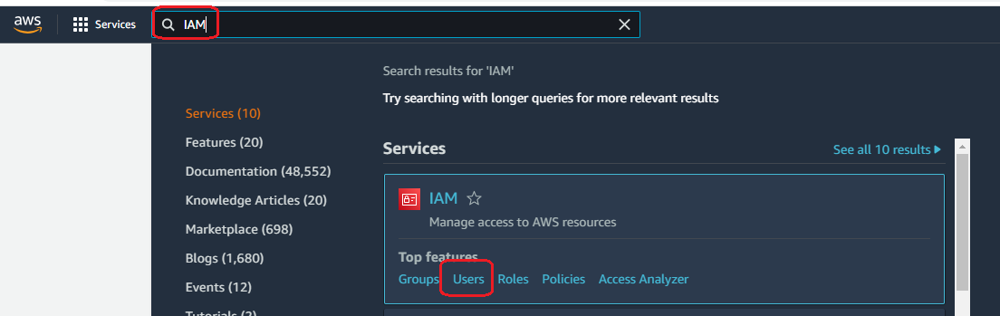 aws Services IAM
Search results for 'IAM'
Try searching with longer queries for more relevant results
Services (10)
Features (20)
Documentation (48,552)
Knowledge Articles (20)
Marketplace (698)
Blogs (1,680)
Events (12)
Tutorials (2)
Services
See all 10 results
IAM
Manage access to AWS resources
Top features
Groups Users Roles Policies Access Analyzer